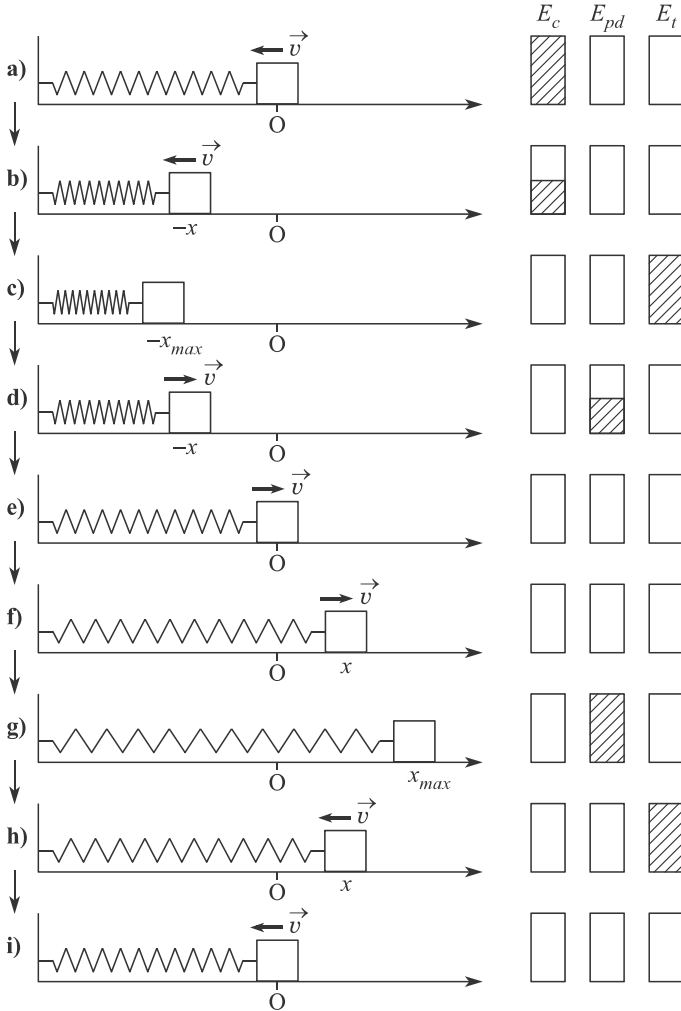 E_c E_pd E_t
a) v
O
b) v
–x O
c)
–x_max O
d) v
–x O
e) v
O
f) v
O x
g)
O x_max
h) v
O x
i) v
O